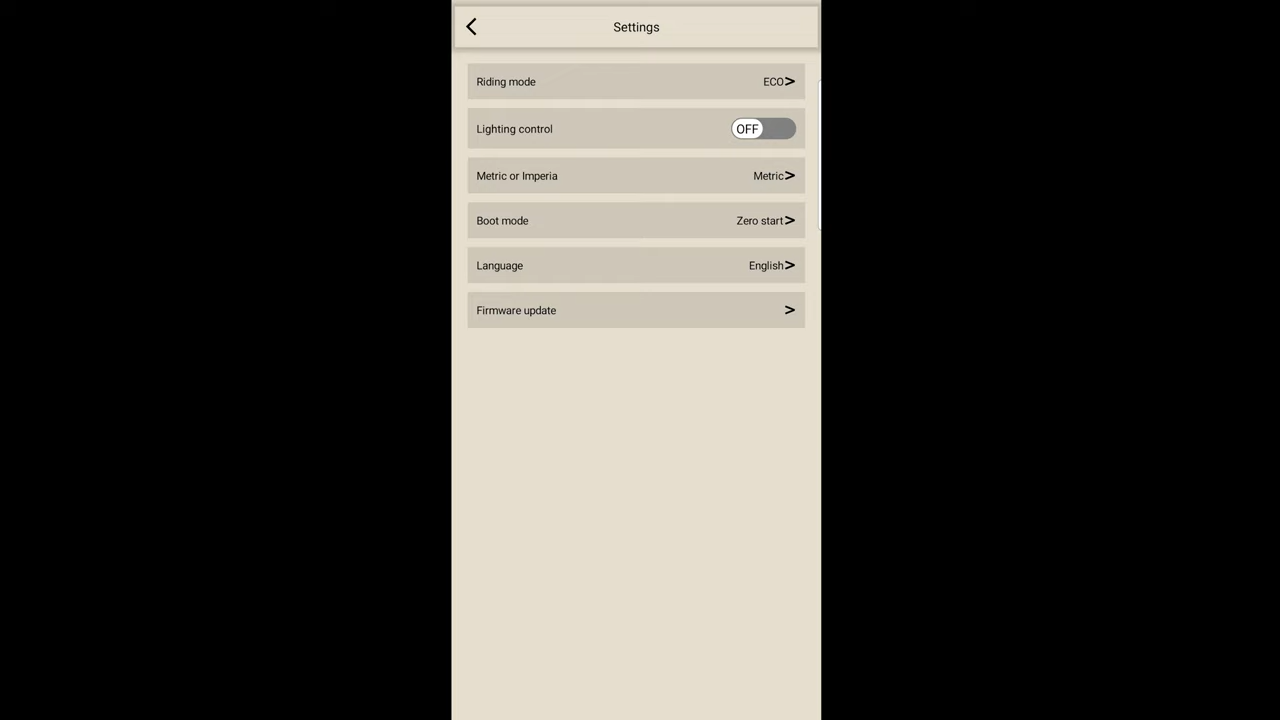 Settings
Riding mode ECO>
Lighting control OFF
Metric or Imperia Metric>
Boot mode Zero start>
Language English>
Firmware update >